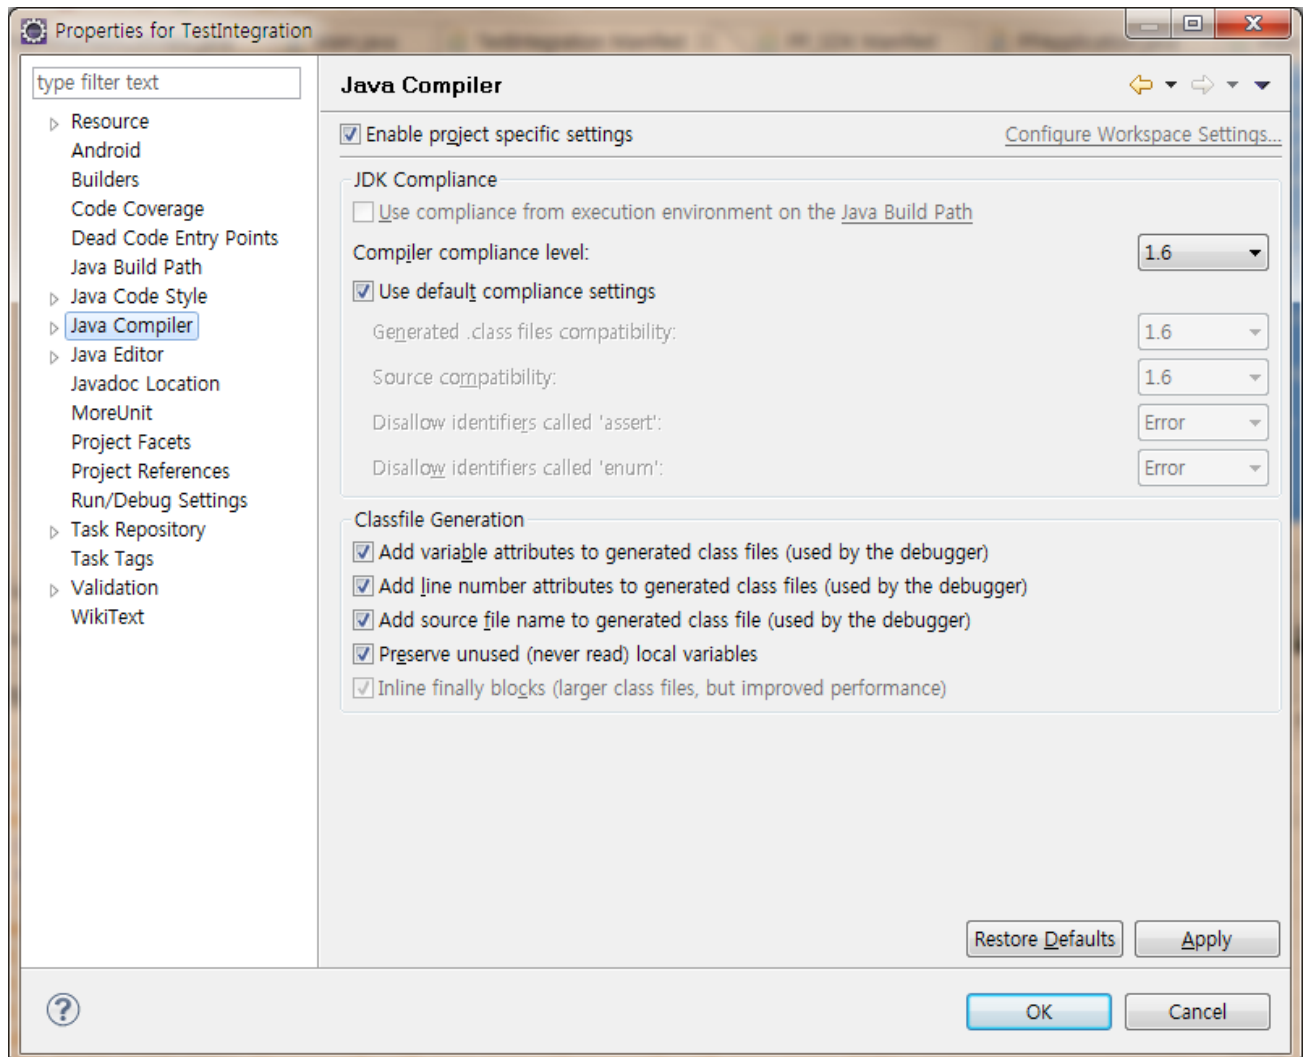 Properties for TestIntegration
type filter text
Resource
Android
Builders
Code Coverage
Dead Code Entry Points
Java Build Path
Java Code Style
Java Compiler
Java Editor
Javadoc Location
MoreUnit
Project Facets
Project References
Run/Debug Settings
Task Repository
Task Tags
Validation
WikiText
Java Compiler
Enable project specific settings
Configure Workspace Settings...
JDK Compliance
Use compliance from execution environment on the Java Build Path
Compiler compliance level: 1.6
Use default compliance settings
Generated .class files compatibility: 1.6
Source compatibility: 1.6
Disallow identifiers called 'assert': Error
Disallow identifiers called 'enum': Error
Classfile Generation
Add variable attributes to generated class files (used by the debugger)
Add line number attributes to generated class files (used by the debugger)
Add source file name to generated class file (used by the debugger)
Preserve unused (never read) local variables
Inline finally blocks (larger class files, but improved performance)
Restore Defaults
Apply
OK
Cancel